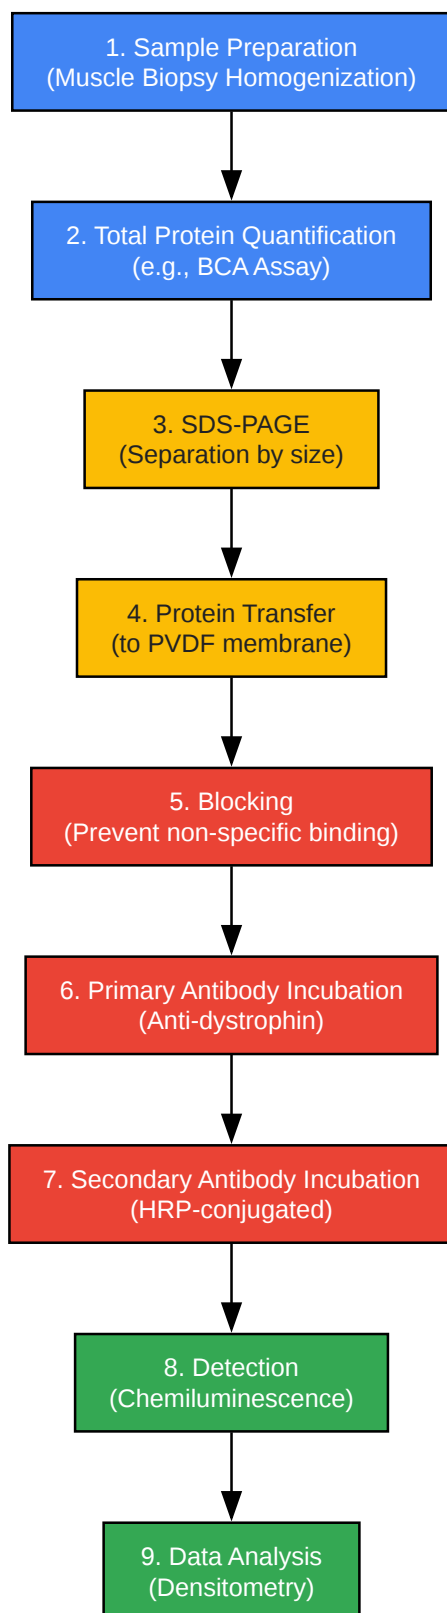 1. Sample Preparation
(Muscle Biopsy Homogenization)
2. Total Protein Quantification
(e.g., BCA Assay)
3. SDS-PAGE
(Separation by size)
4. Protein Transfer
(to PVDF membrane)
5. Blocking
(Prevent non-specific binding)
6. Primary Antibody Incubation
(Anti-dystrophin)
7. Secondary Antibody Incubation
(HRP-conjugated)
8. Detection
(Chemiluminescence)
9. Data Analysis
(Densitometry)